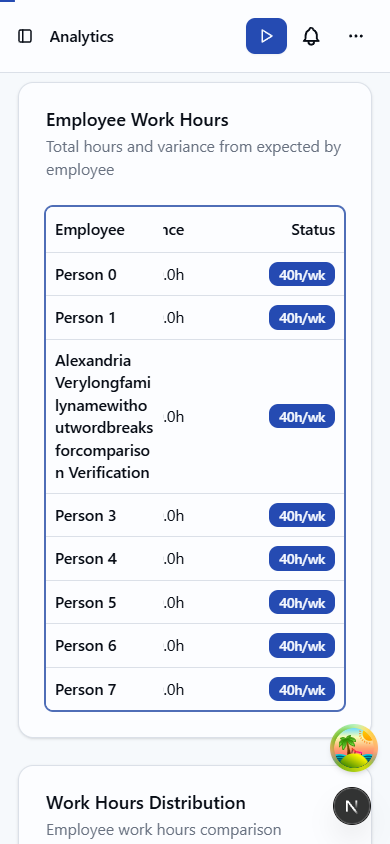 Analytics
Employee Work Hours
Total hours and variance from expected by
employee
Employee nce Status
Person 0 .0h 40h/wk
Person 1 .0h 40h/wk
Alexandria
Verylongfami
lynamewitho
utwordbreaks .0h 40h/wk
forcompariso
n Verification
Person 3 .0h 40h/wk
Person 4 .0h 40h/wk
Person 5 .0h 40h/wk
Person 6 .0h 40h/wk
Person 7 .0h 40h/wk
N
Work Hours Distribution
Employee work hours comparison